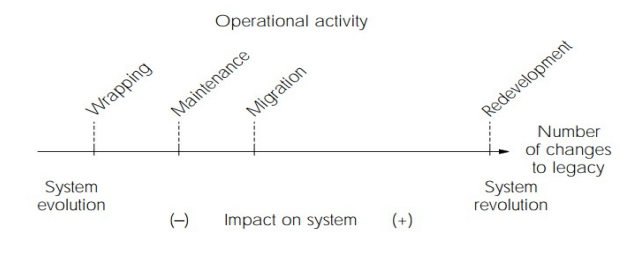 Operational activity
Wrapping
Maintenance
Migration
Redevelopment
Number
of changes
to legacy
System
evolution
System
revolution
(–) Impact on system (+)